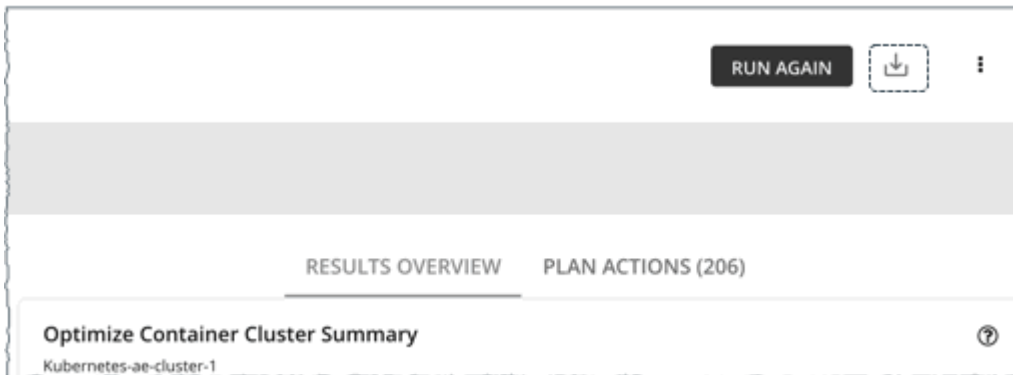 RUN AGAIN
RESULTS OVERVIEW PLAN ACTIONS (206)
Optimize Container Cluster Summary
Kubernetes-ae-cluster-1